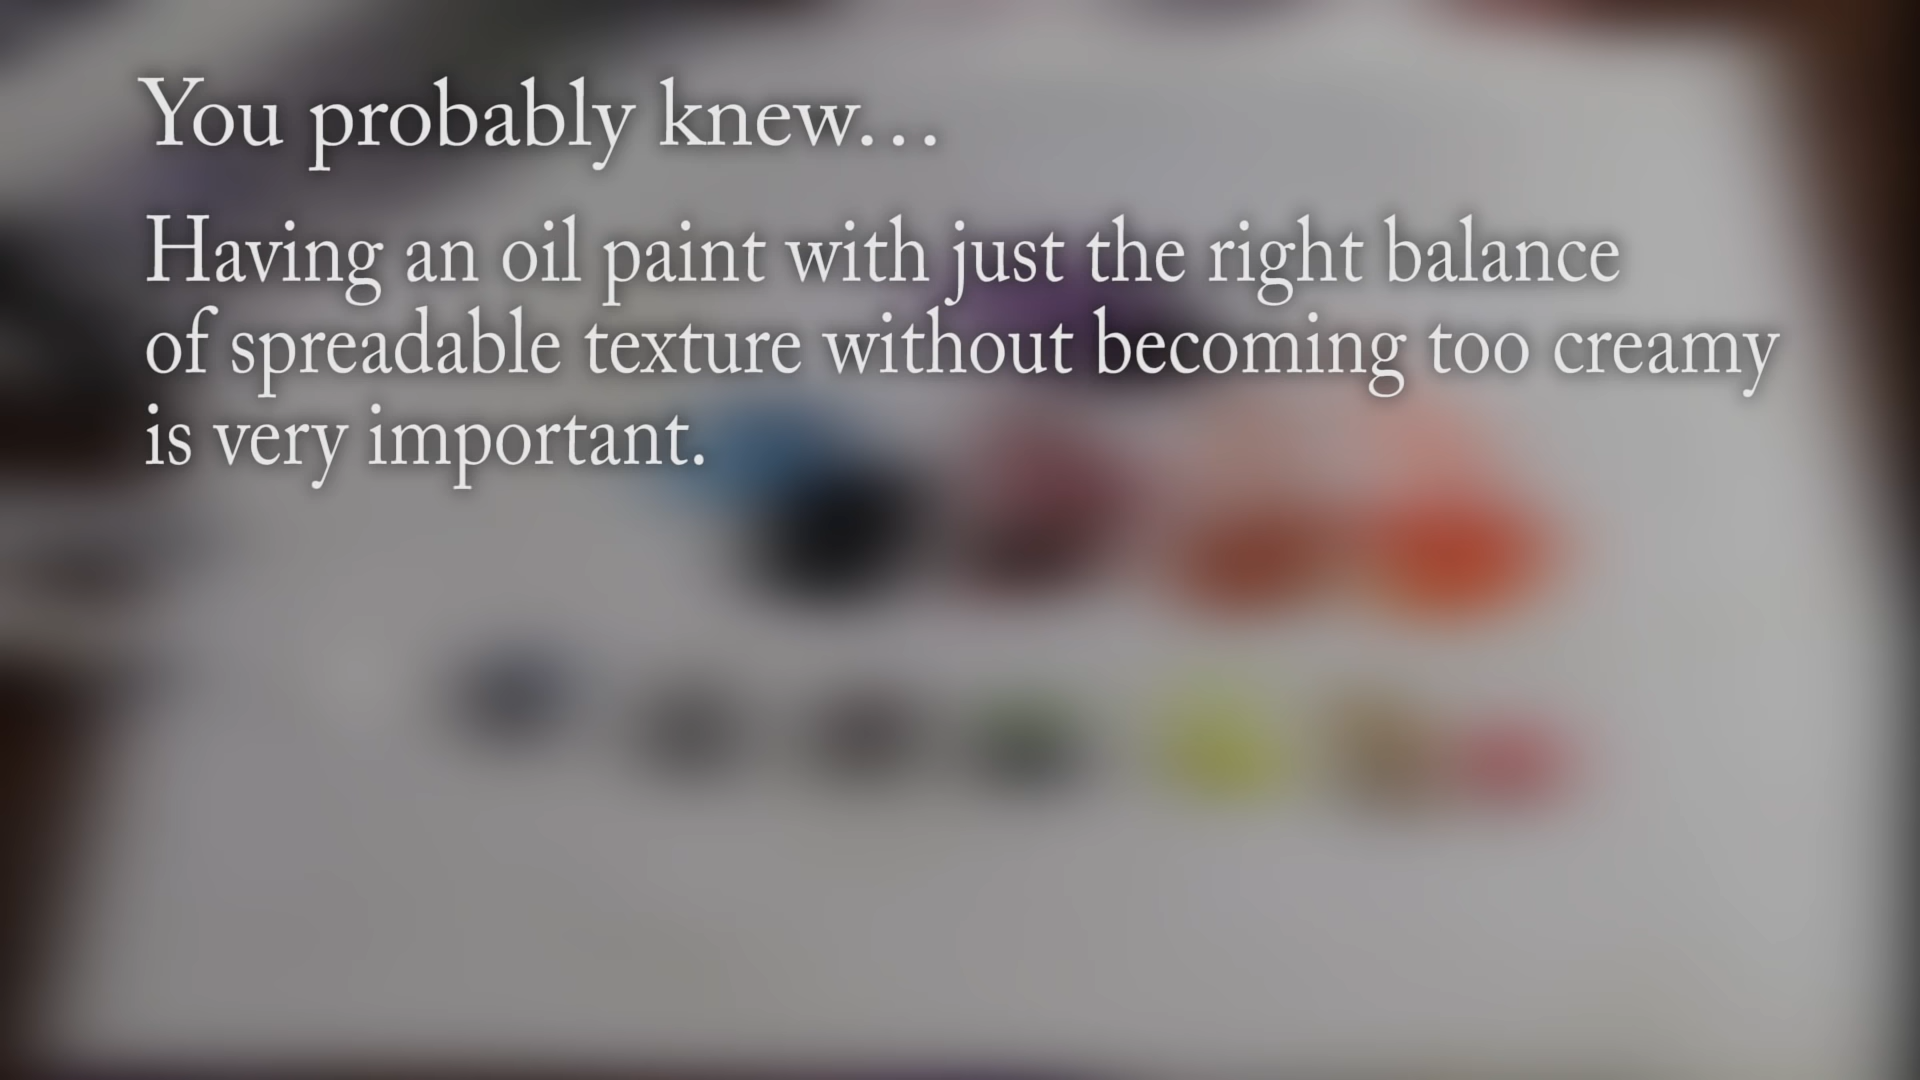 You probably knew…
Having an oil paint with just the right balance
of spreadable texture without becoming too creamy
is very important.